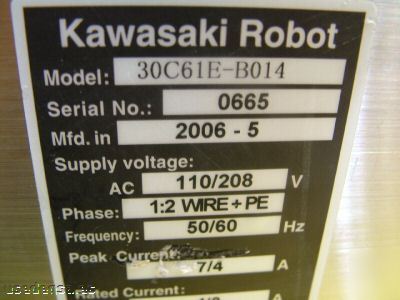 Kawasaki Robot
Model: 30C61E-B014
Serial No.: 0665
Mfd. in 2006 - 5
Supply voltage:
AC 110/208 V
Phase: 1:2 WIRE + PE
Frequency: 50/60 Hz
Peak Current: 7/4 A
Rated Current: